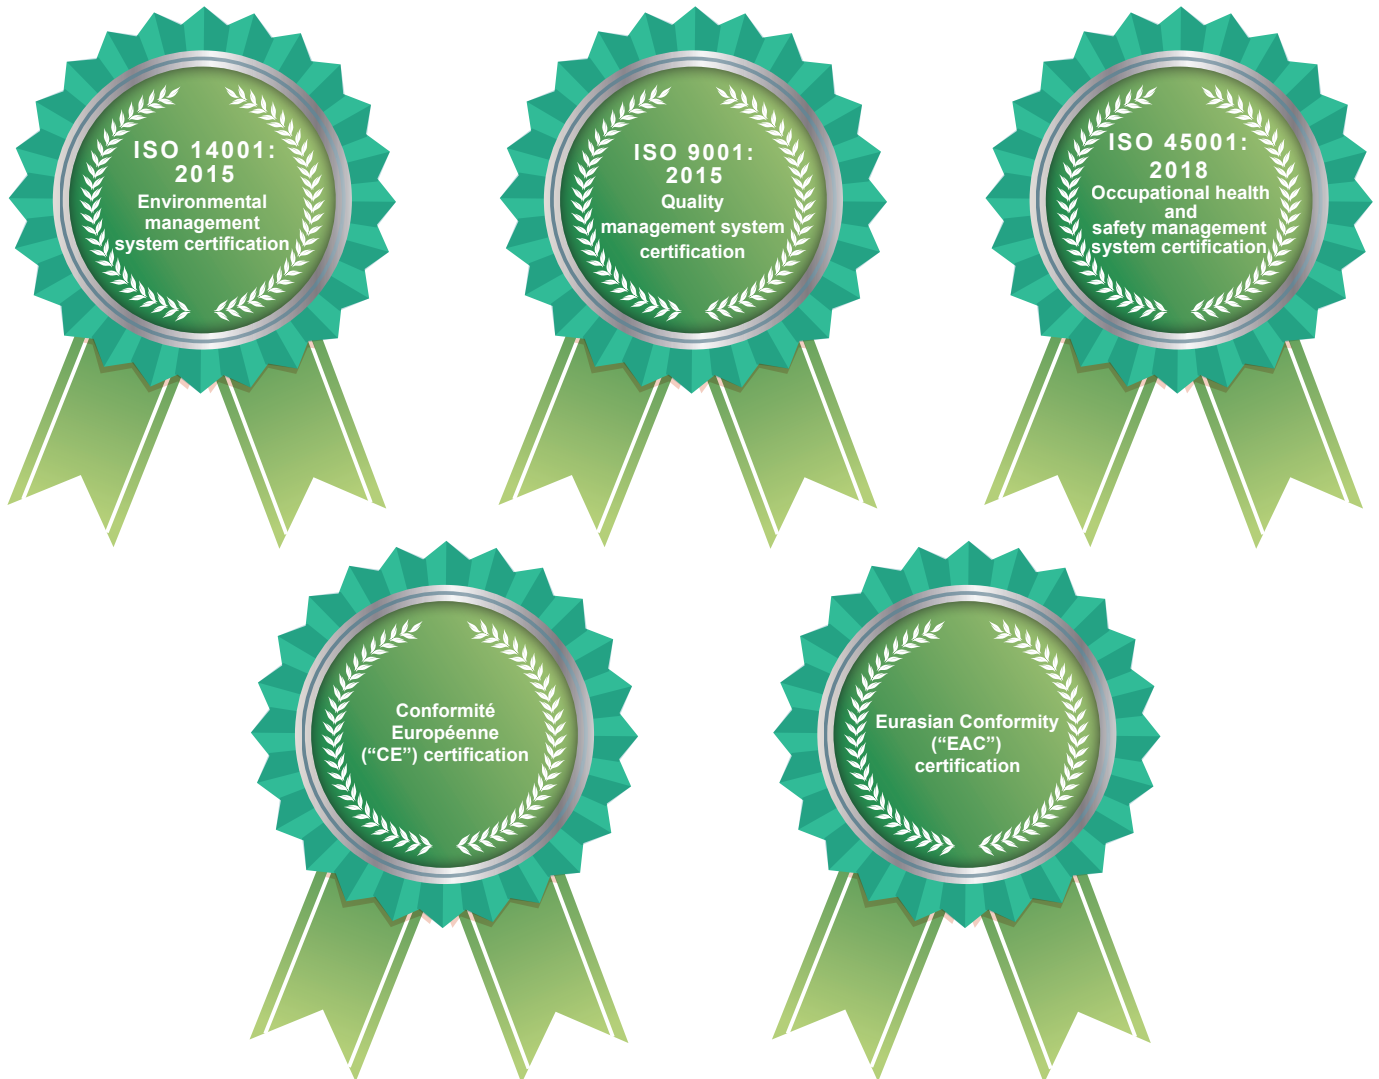 ISO 14001:
2015
Environmental
management
system certification
ISO 9001:
2015
Quality
management system
certification
ISO 45001:
2018
Occupational health
and
safety management
system certification
Conformité
Européenne
(“CE”) certification
Eurasian Conformity
(“EAC”)
certification